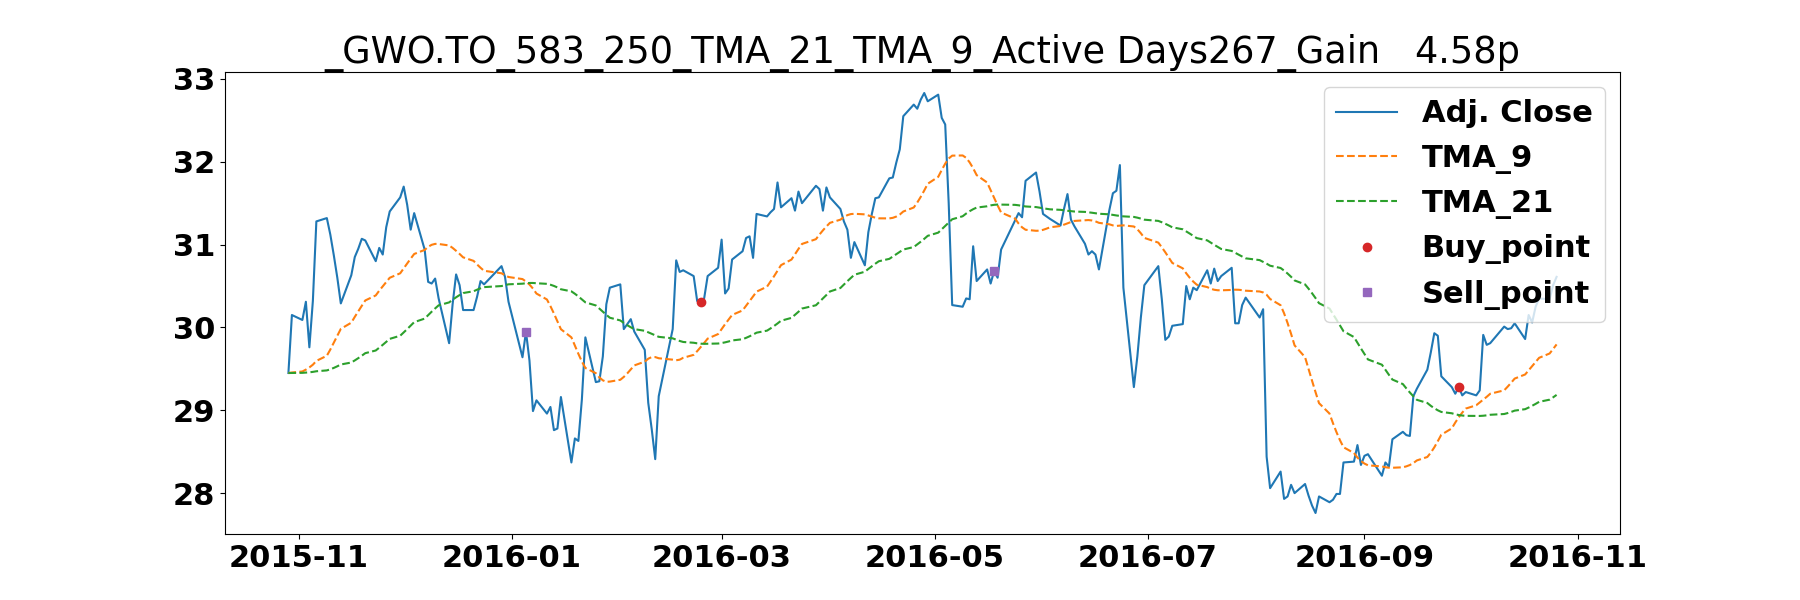 _GWO.TO_583_250_TMA_21_TMA_9_Active Days267_Gain   4.58p
33
32
31
30
29
28
Adj. Close
TMA_9
TMA_21
Buy_point
Sell_point
2015-11 2016-01 2016-03 2016-05 2016-07 2016-09 2016-11